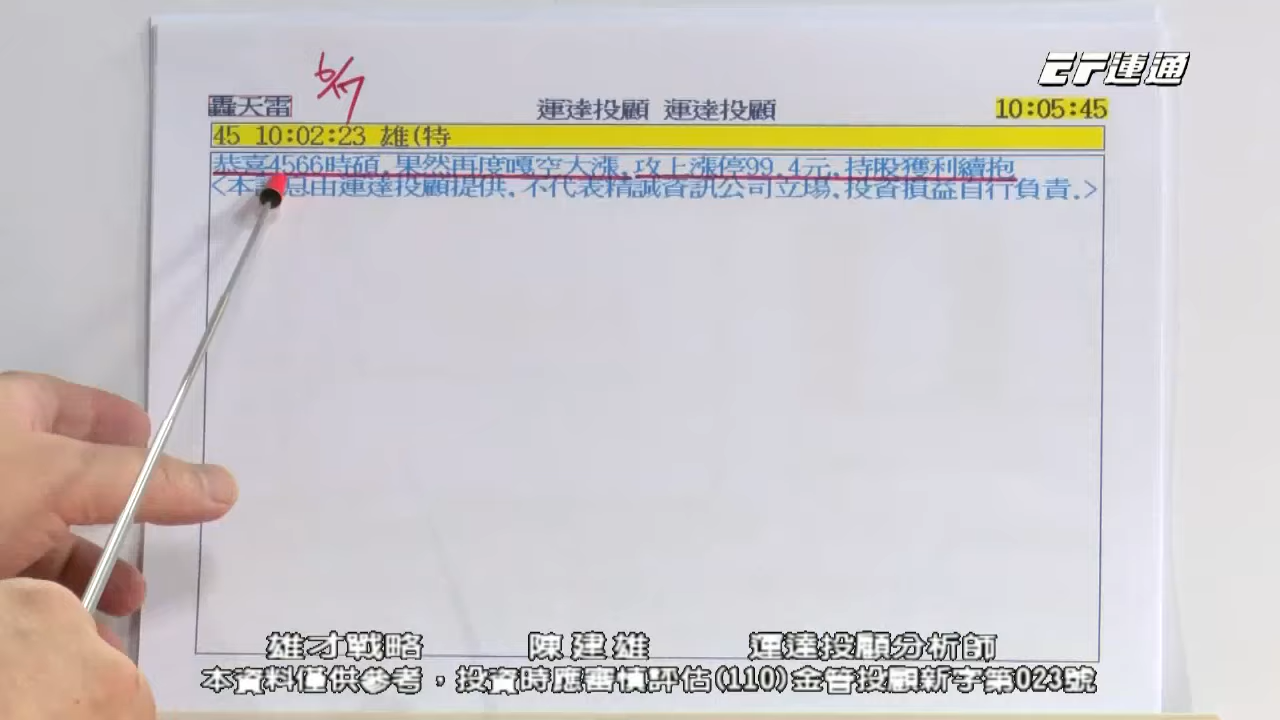 6/17
EF運通
轟天雷 運達投顧 運達投顧 10:05:45
45 10:02:23 雄(特
恭喜4566時碩,果然再度嘎空大漲,攻上漲停99.4元,持股獲利續抱
<本訊息由運達投顧提供,不代表精誠資訊公司立場,投資損益自行負責.>
雄才戰略 陳建雄 運達投顧分析師
本資料僅供參考，投資時應審慎評估(110)金管投顧新字第023號